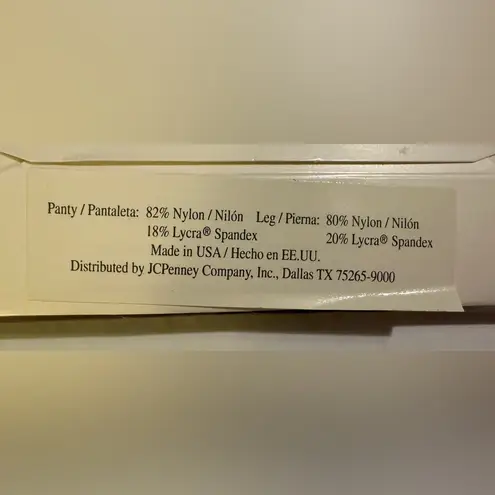 Panty / Pantaleta: 82% Nylon / Nilón Leg / Pierna: 80% Nylon / Nilón
18% Lycra® Spandex 20% Lycra® Spandex
Made in USA / Hecho en EE.UU.
Distributed by JCPenney Company, Inc., Dallas TX 75265-9000